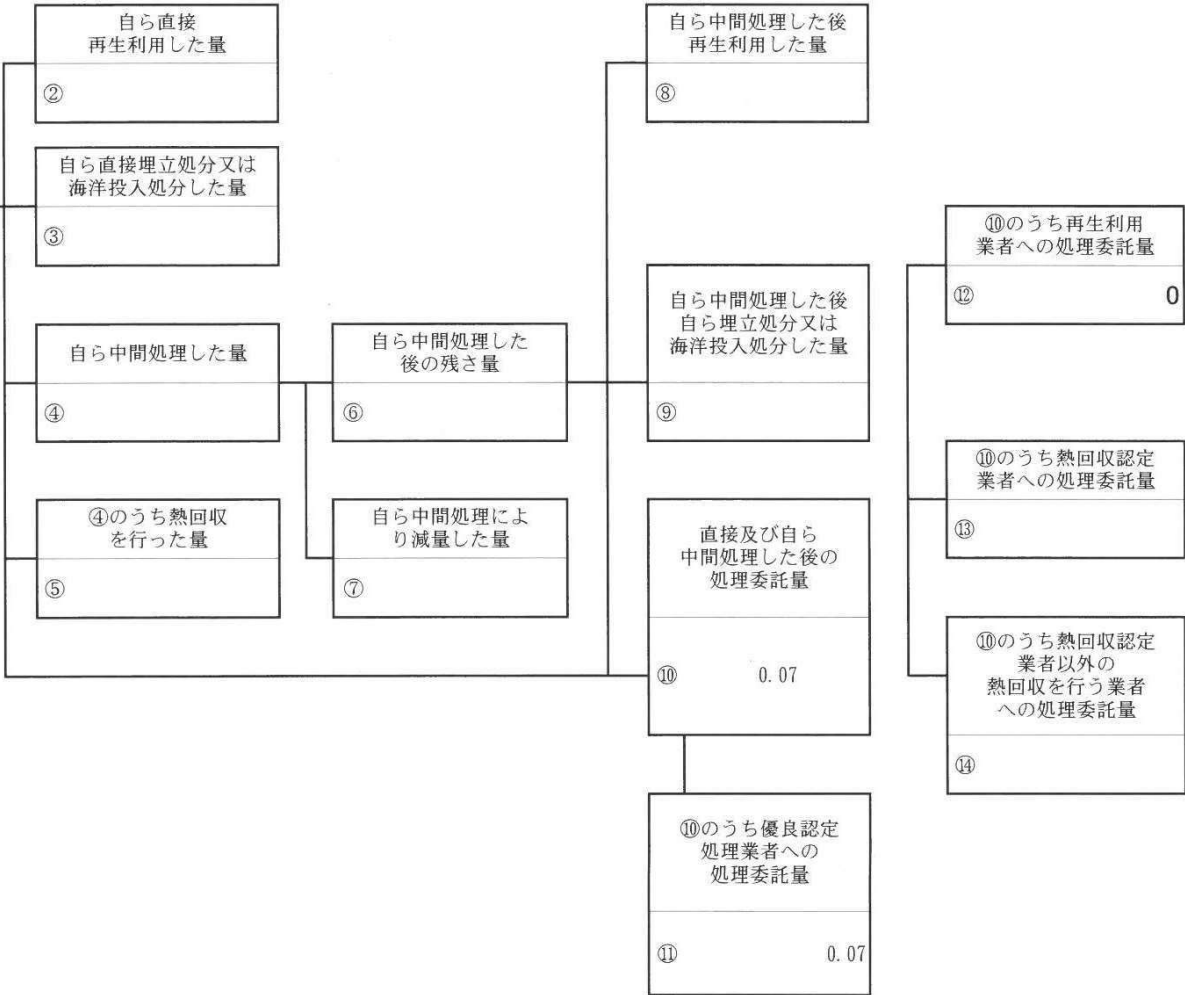 自ら直接
再生利用した量
②
自ら直接埋立処分又は
海洋投入処分した量
③
自ら中間処理した量
④
④のうち熱回収
を行った量
⑤
自ら中間処理した
後の残さ量
⑥
自ら中間処理によ
り減量した量
⑦
自ら中間処理した後
再生利用した量
⑧
自ら中間処理した後
自ら埋立処分又は
海洋投入処分した量
⑨
直接及び自ら
中間処理した後の
処理委託量
⑩ 0.07
⑩のうち優良認定
処理業者への
処理委託量
⑪ 0.07
⑩のうち再生利用
業者への処理委託量
⑫ 0
⑩のうち熱回収認定
業者への処理委託量
⑬
⑩のうち熱回収認定
業者以外の
熱回収を行う業者
への処理委託量
⑭